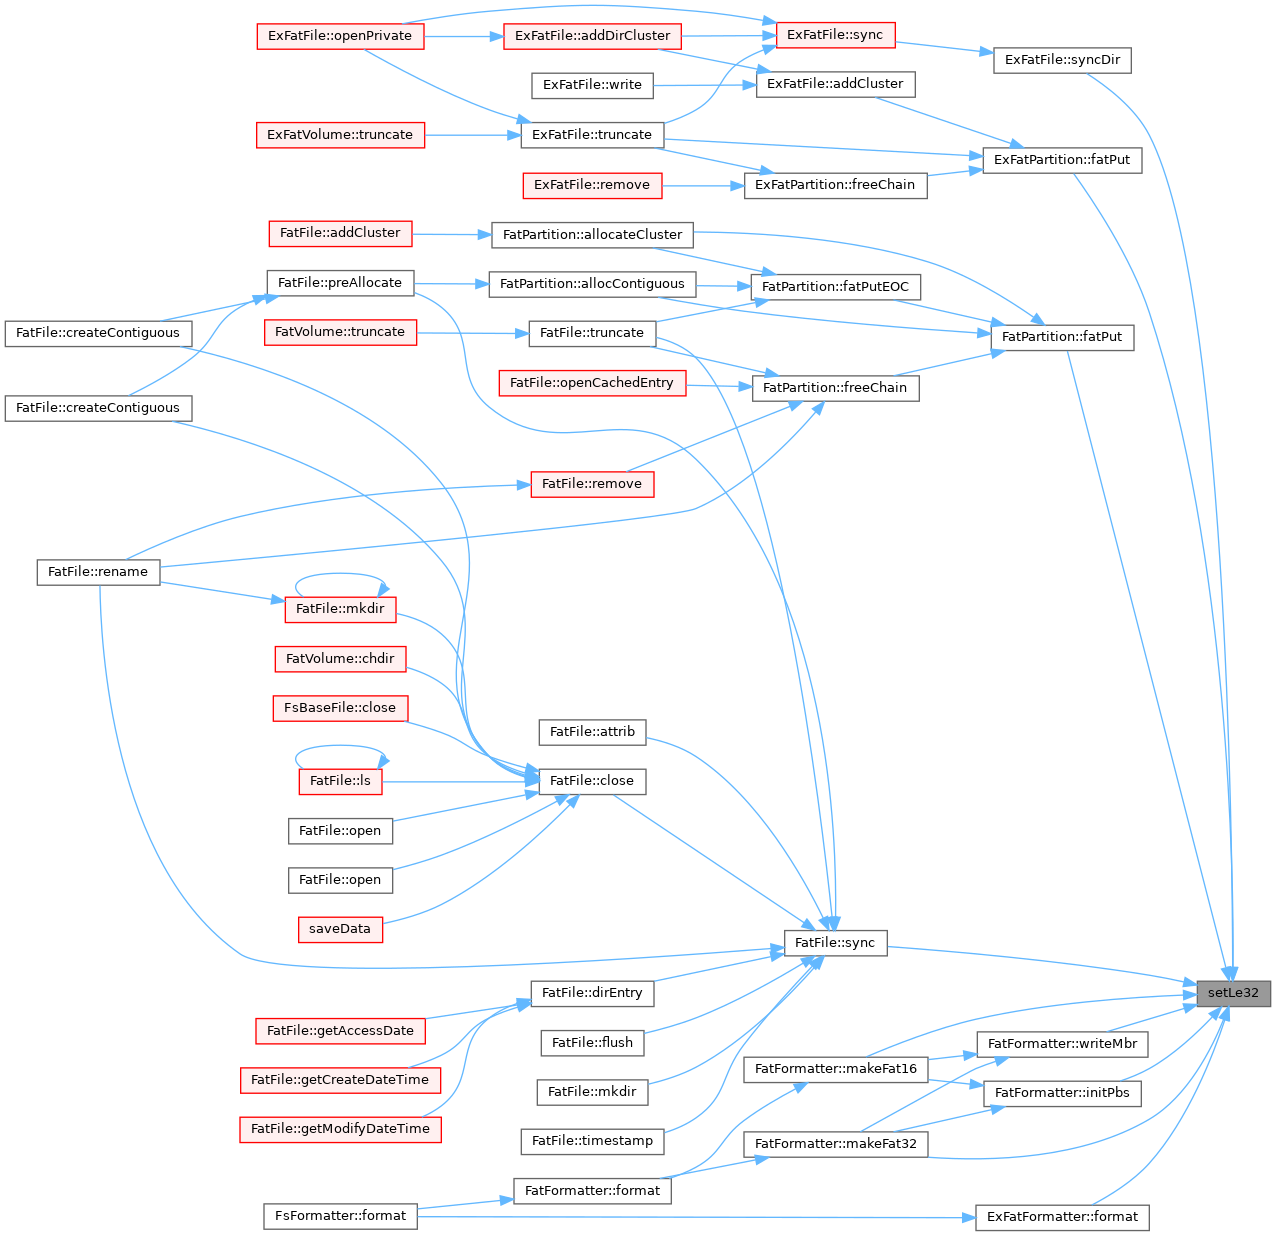 ExFatFile::openPrivate
ExFatFile::addDirCluster
ExFatFile::sync
ExFatFile::syncDir
ExFatFile::write
ExFatFile::addCluster
ExFatVolume::truncate
ExFatFile::truncate
ExFatPartition::fatPut
ExFatFile::remove
ExFatPartition::freeChain
FatFile::addCluster
FatPartition::allocateCluster
FatFile::preAllocate
FatPartition::allocContiguous
FatPartition::fatPutEOC
FatFile::createContiguous
FatVolume::truncate
FatFile::truncate
FatPartition::fatPut
FatFile::openCachedEntry
FatPartition::freeChain
FatFile::createContiguous
FatFile::remove
FatFile::rename
FatFile::mkdir
FatVolume::chdir
FsBaseFile::close
FatFile::attrib
FatFile::ls
FatFile::close
FatFile::open
FatFile::open
saveData
FatFile::sync
FatFile::dirEntry
setLe32
FatFile::getAccessDate
FatFile::flush
FatFormatter::writeMbr
FatFormatter::makeFat16
FatFile::getCreateDateTime
FatFile::mkdir
FatFormatter::initPbs
FatFile::getModifyDateTime
FatFile::timestamp
FatFormatter::makeFat32
FatFormatter::format
FsFormatter::format
ExFatFormatter::format